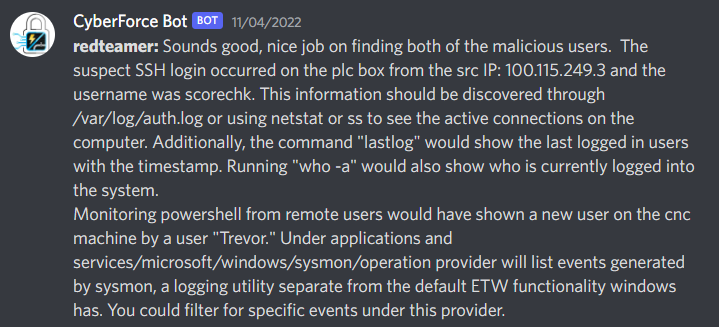 CyberForce Bot BOT 11/04/2022
redteamer: Sounds good, nice job on finding both of the malicious users.  The
suspect SSH login occurred on the plc box from the src IP: 100.115.249.3 and the
username was scorechk. This information should be discovered through
/var/log/auth.log or using netstat or ss to see the active connections on the
computer. Additionally, the command "lastlog" would show the last logged in users
with the timestamp. Running "who -a" would also show who is currently logged into
the system.
Monitoring powershell from remote users would have shown a new user on the cnc
machine by a user "Trevor." Under applications and
services/microsoft/windows/sysmon/operation provider will list events generated
by sysmon, a logging utility separate from the default ETW functionality windows
has. You could filter for specific events under this provider.